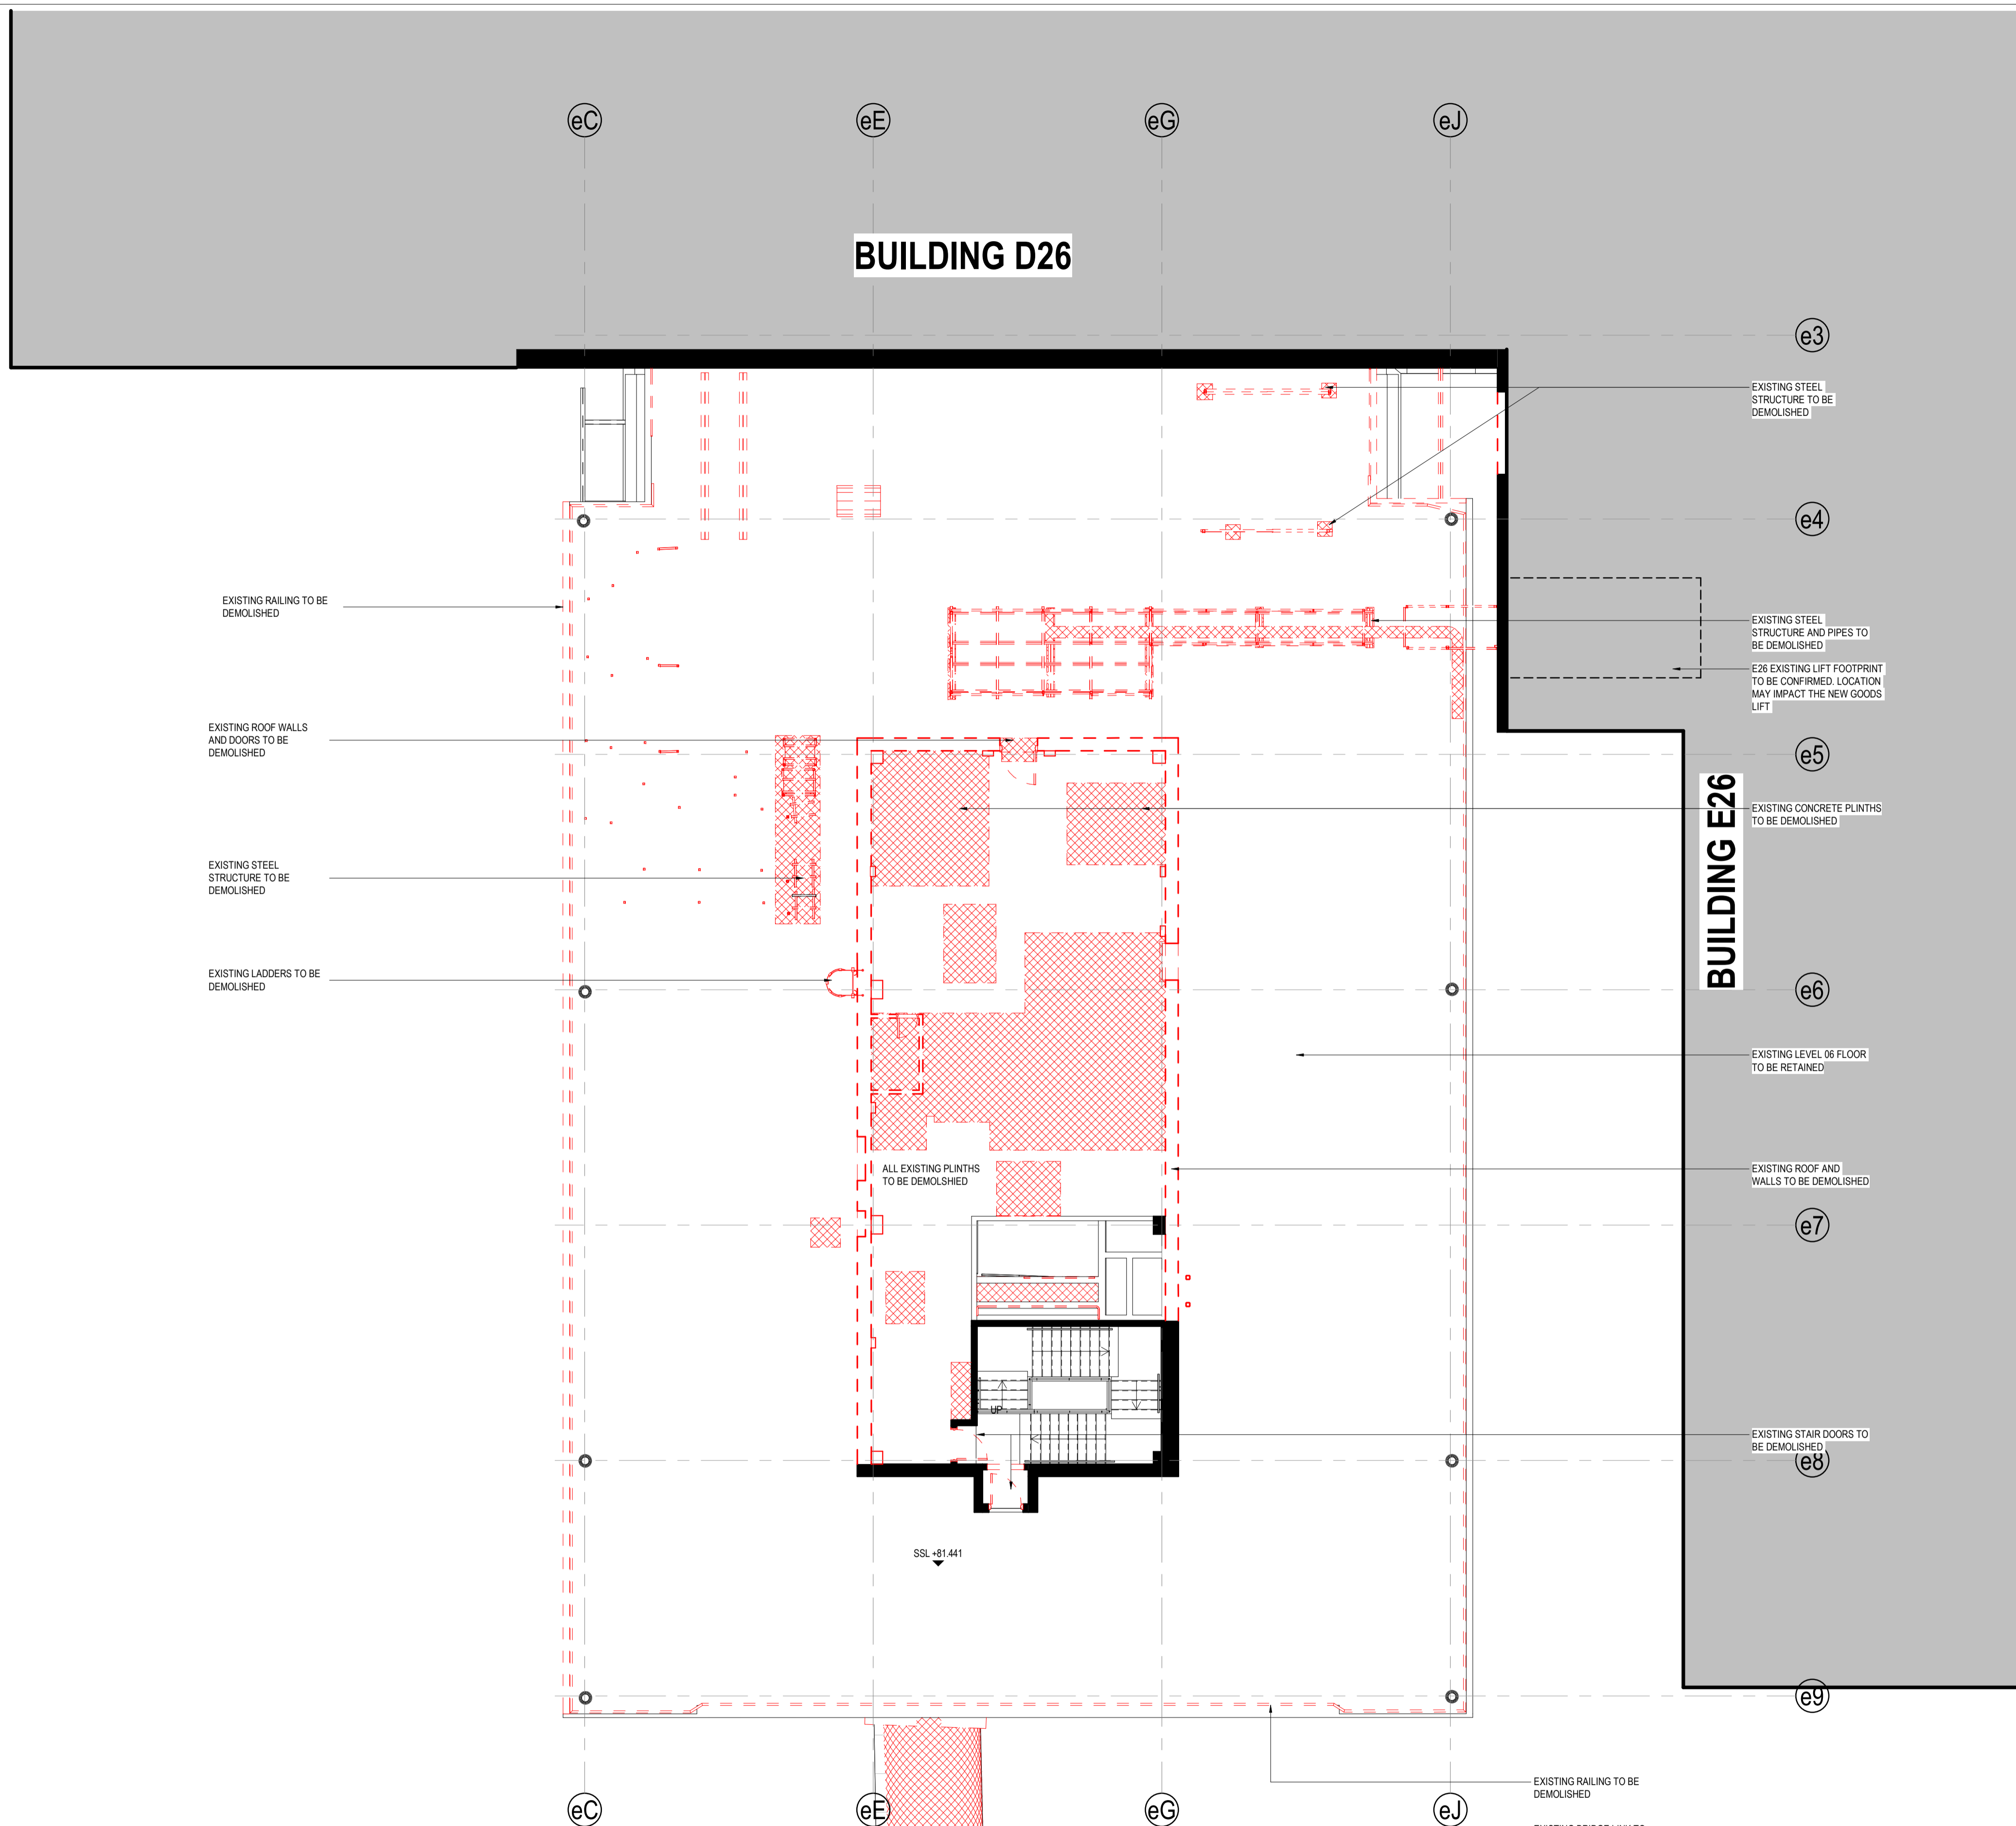 eC
eE
eG
eJ
BUILDING D26
e3
EXISTING STEEL
STRUCTURE TO BE
DEMOLISHED
e4
EXISTING RAILING TO BE
DEMOLISHED
EXISTING STEEL
STRUCTURE AND PIPES TO
BE DEMOLISHED
E26 EXISTING LIFT FOOTPRINT
TO BE CONFIRMED. LOCATION
MAY IMPACT THE NEW GOODS
LIFT
EXISTING ROOF WALLS
AND DOORS TO BE
DEMOLISHED
e5
BUILDING E26
EXISTING CONCRETE PLINTHS
TO BE DEMOLISHED
EXISTING STEEL
STRUCTURE TO BE
DEMOLISHED
EXISTING LADDERS TO BE
DEMOLISHED
e6
EXISTING LEVEL 06 FLOOR
TO BE RETAINED
ALL EXISTING PLINTHS
TO BE DEMOLSHIED
EXISTING ROOF AND
WALLS TO BE DEMOLISHED
e7
UP
EXISTING STAIR DOORS TO
BE DEMOLISHED
e8
SSL +81.441
e9
EXISTING RAILING TO BE
DEMOLISHED
eC
eE
eG
eJ